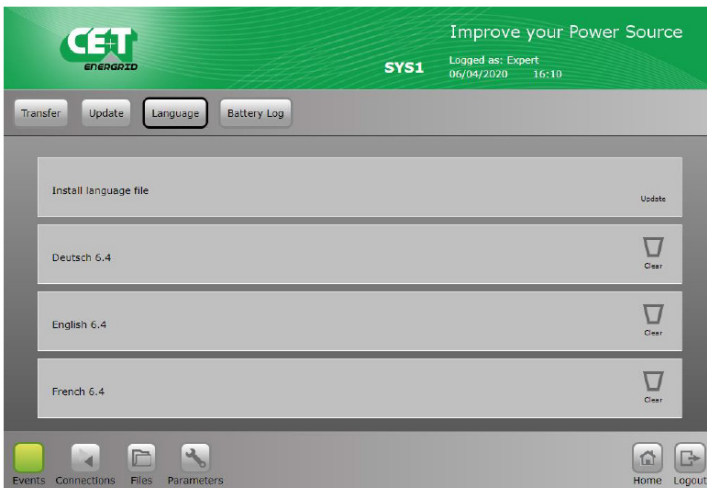 CE+T
ENERGRID
Improve your Power Source
SYS1
Logged as: Expert
06/04/2020 16:10
Transfer Update Language Battery Log
Install language file
Update
Deutsch 6.4
Clear
English 6.4
Clear
French 6.4
Clear
Events Connections Files Parameters Home Logout